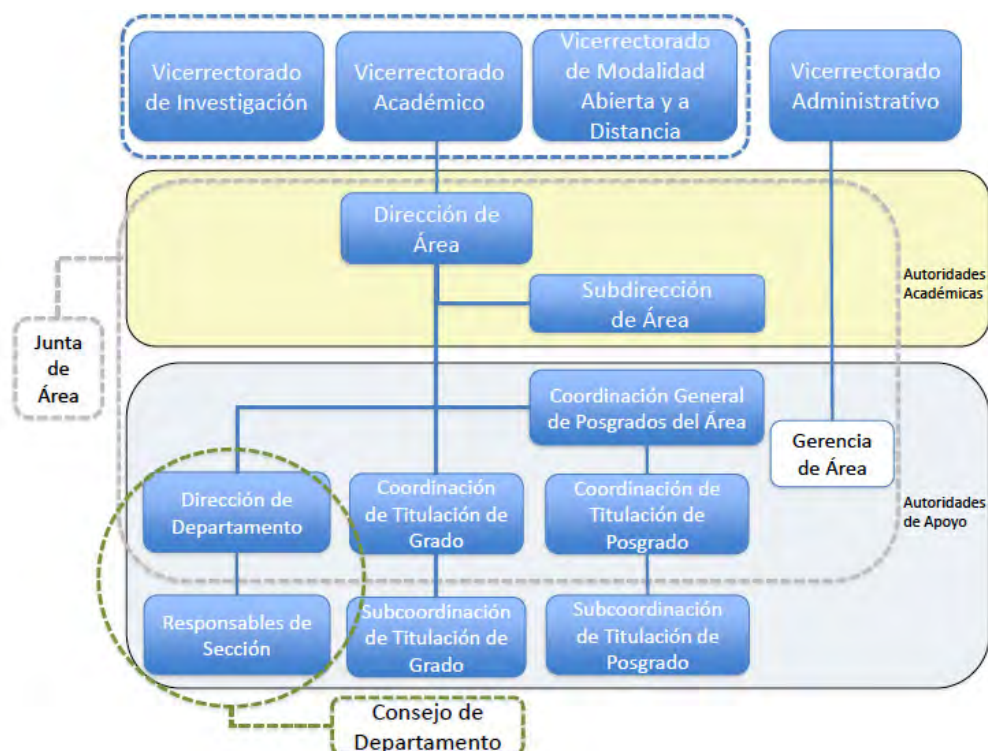 Vicerrectorado
de Investigación
Vicerrectorado
Académico
Vicerrectorado
de Modalidad
Abierta y a
Distancia
Vicerrectorado
Administrativo
Dirección de
Área
Subdirección
de Área
Autoridades
Académicas
Junta
de
Área
Coordinación General
de Posgrados del Área
Gerencia
de Área
Dirección de
Departamento
Coordinación
de Titulación de
Grado
Coordinación de
Titulación de
Posgrado
Autoridades
de Apoyo
Responsables de
Sección
Subcoordinación
de Titulación de
Grado
Subcoordinación
de Titulación de
Posgrado
Consejo de
Departamento